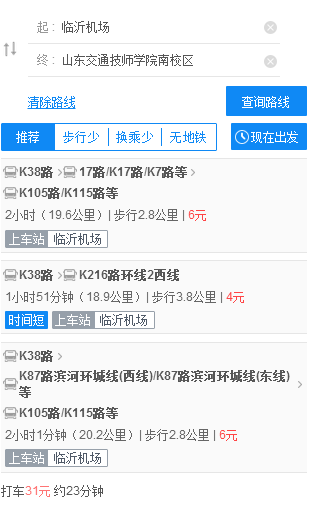 起：临沂机场
终：山东交通技师学院南校区
清除路线
查询路线
推荐 步行少 换乘少 无地铁 现在出发
K38路 > 17路/K17路/K7路等 >
K105路/K115路等
2小时（19.6公里）| 步行2.8公里 | 6元
上车站 临沂机场
K38路 > K216路环线2西线
1小时51分钟（18.9公里）| 步行3.8公里 | 4元
时间短 上车站 临沂机场
K38路 >
K87路滨河环城线(西线)/K87路滨河环城线(东线) >
等
K105路/K115路等
2小时1分钟（20.2公里）| 步行2.8公里 | 6元
上车站 临沂机场
打车31元 约23分钟